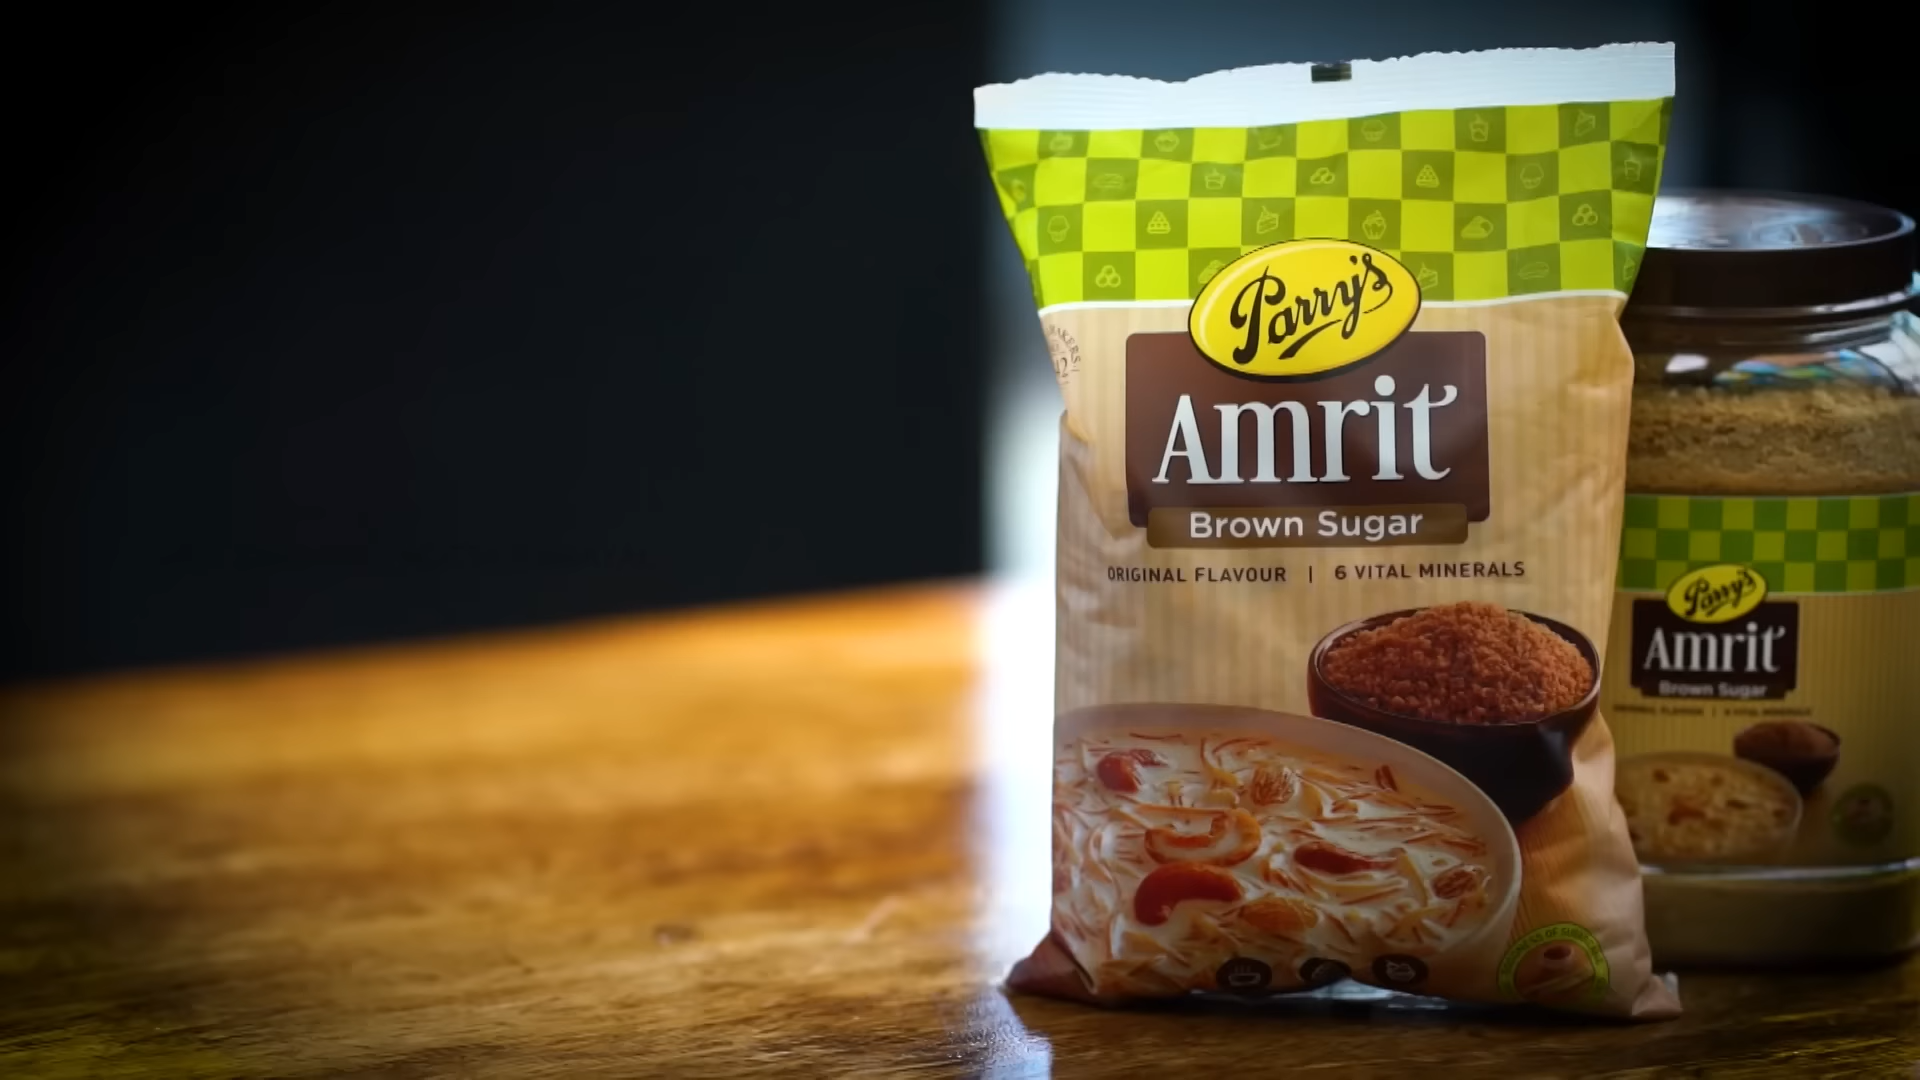 Parry's
Amrit
Brown Sugar
ORIGINAL FLAVOUR | 6 VITAL MINERALS
Parry's
Amrit
Brown Sugar